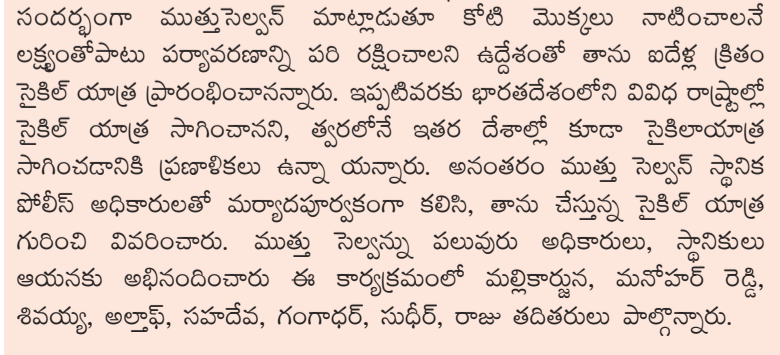 సందర్భంగా ముత్తుసెల్వన్ మాట్లాడుతూ కోటి మొక్కలు నాటించాలనే
లక్ష్యంతోపాటు పర్యావరణాన్ని పరి రక్షించాలని ఉద్దేశంతో తాను ఐదేళ్ల క్రితం
సైకిల్ యాత్ర ప్రారంభించానన్నారు. ఇప్పటివరకు భారతదేశంలోని వివిధ రాష్ట్రాల్లో
సైకిల్ యాత్ర సాగించానని, త్వరలోనే ఇతర దేశాల్లో కూడా సైకిలాయాత్ర
సాగించడానికి ప్రణాళికలు ఉన్నా యన్నారు. అనంతరం ముత్తు సెల్వన్ స్థానిక
పోలీస్ అధికారులతో మర్యాదపూర్వకంగా కలిసి, తాను చేస్తున్న సైకిల్ యాత్ర
గురించి వివరించారు. ముత్తు సెల్వన్ను పలువురు అధికారులు, స్థానికులు
ఆయనకు అభినందించారు ఈ కార్యక్రమంలో మల్లికార్జున, మనోహర్ రెడ్డి,
శివయ్య, అల్తాఫ్, సహదేవ, గంగాధర్, సుధీర్, రాజు తదితరులు పాల్గొన్నారు.